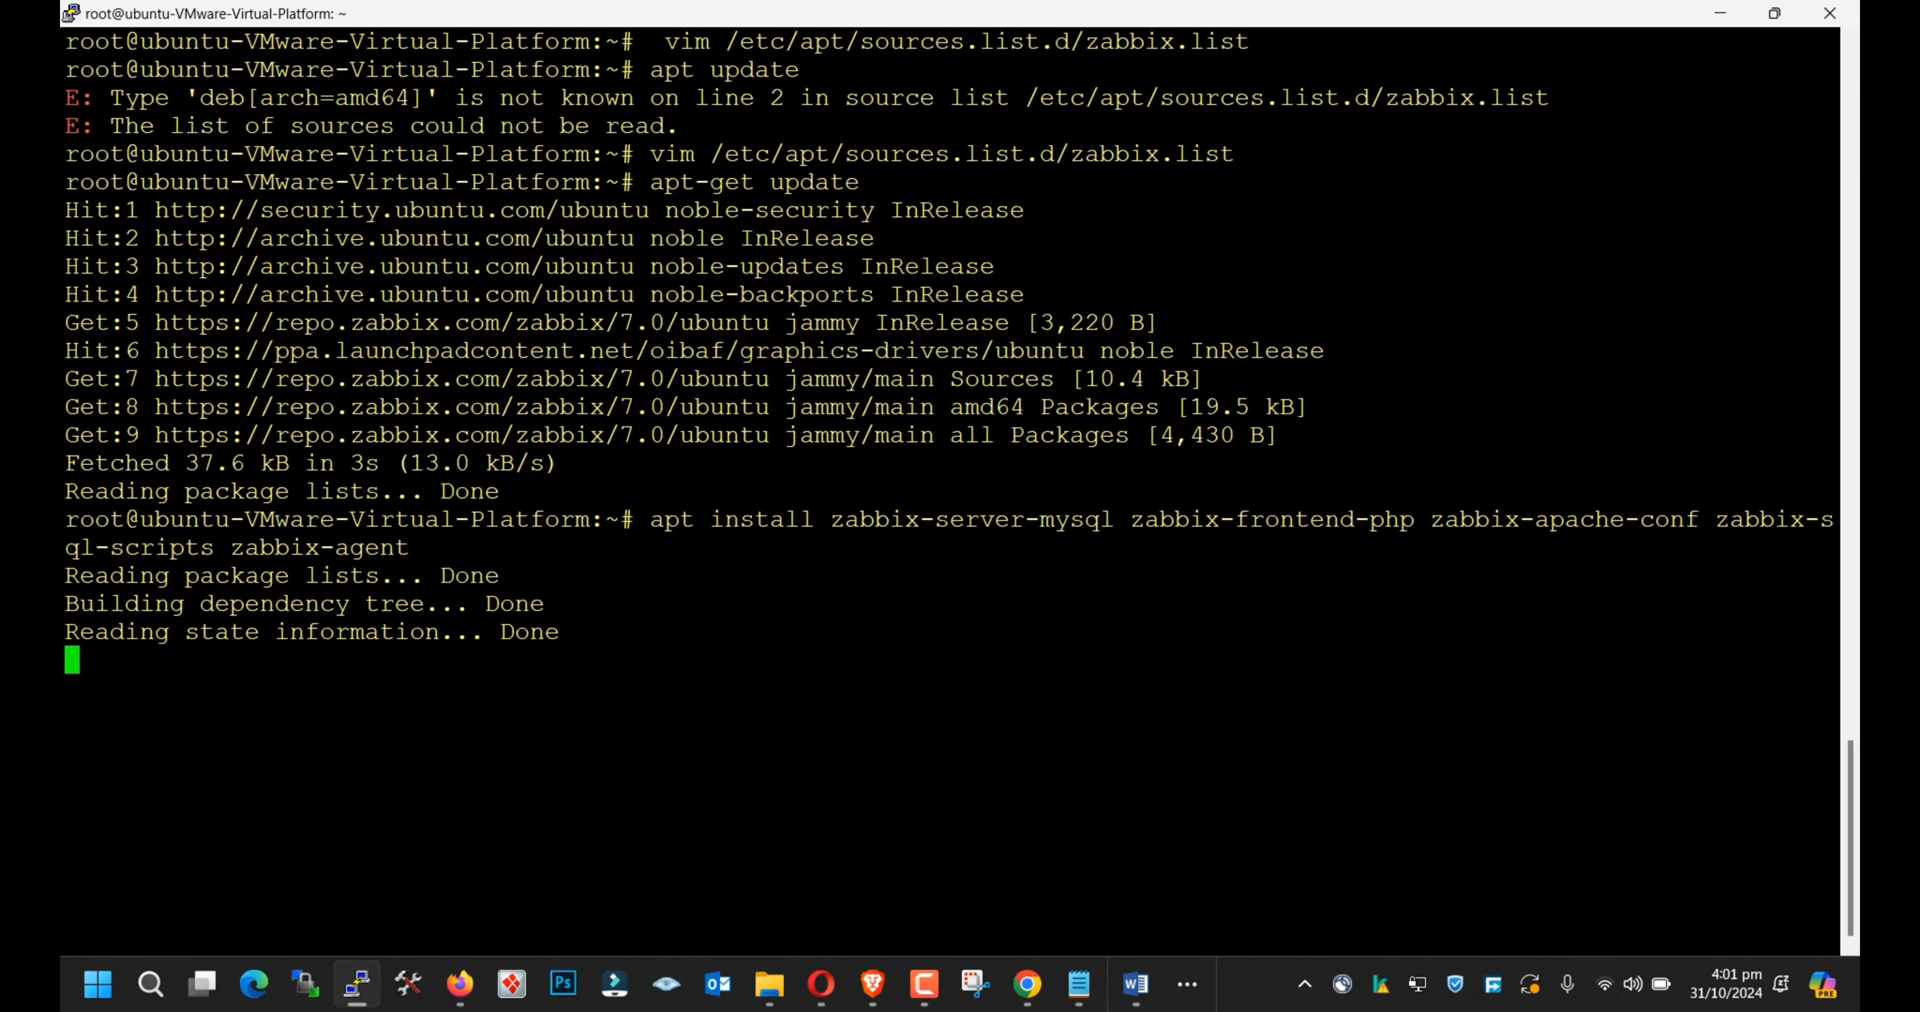 root@ubuntu-VMware-Virtual-Platform: ~
root@ubuntu-VMware-Virtual-Platform:~#  vim /etc/apt/sources.list.d/zabbix.list
root@ubuntu-VMware-Virtual-Platform:~# apt update
E: Type 'deb[arch=amd64]' is not known on line 2 in source list /etc/apt/sources.list.d/zabbix.list
E: The list of sources could not be read.
root@ubuntu-VMware-Virtual-Platform:~# vim /etc/apt/sources.list.d/zabbix.list
root@ubuntu-VMware-Virtual-Platform:~# apt-get update
Hit:1 http://security.ubuntu.com/ubuntu noble-security InRelease
Hit:2 http://archive.ubuntu.com/ubuntu noble InRelease
Hit:3 http://archive.ubuntu.com/ubuntu noble-updates InRelease
Hit:4 http://archive.ubuntu.com/ubuntu noble-backports InRelease
Get:5 https://repo.zabbix.com/zabbix/7.0/ubuntu jammy InRelease [3,220 B]
Hit:6 https://ppa.launchpadcontent.net/oibaf/graphics-drivers/ubuntu noble InRelease
Get:7 https://repo.zabbix.com/zabbix/7.0/ubuntu jammy/main Sources [10.4 kB]
Get:8 https://repo.zabbix.com/zabbix/7.0/ubuntu jammy/main amd64 Packages [19.5 kB]
Get:9 https://repo.zabbix.com/zabbix/7.0/ubuntu jammy/main all Packages [4,430 B]
Fetched 37.6 kB in 3s (13.0 kB/s)
Reading package lists... Done
root@ubuntu-VMware-Virtual-Platform:~# apt install zabbix-server-mysql zabbix-frontend-php zabbix-apache-conf zabbix-s
ql-scripts zabbix-agent
Reading package lists... Done
Building dependency tree... Done
Reading state information... Done
Ps
4:01 pm
31/10/2024
PRE